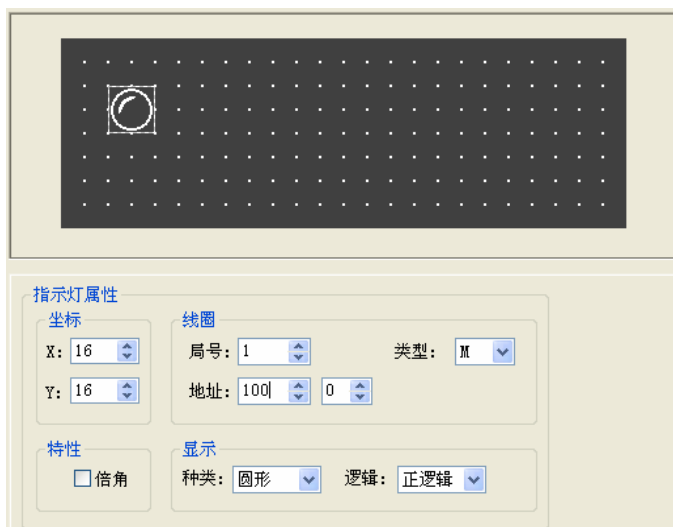 指示灯属性
坐标
X: 16
Y: 16
线圈
局号: 1
类型: M
地址: 100 0
特性
倍角
显示
种类: 圆形
逻辑: 正逻辑